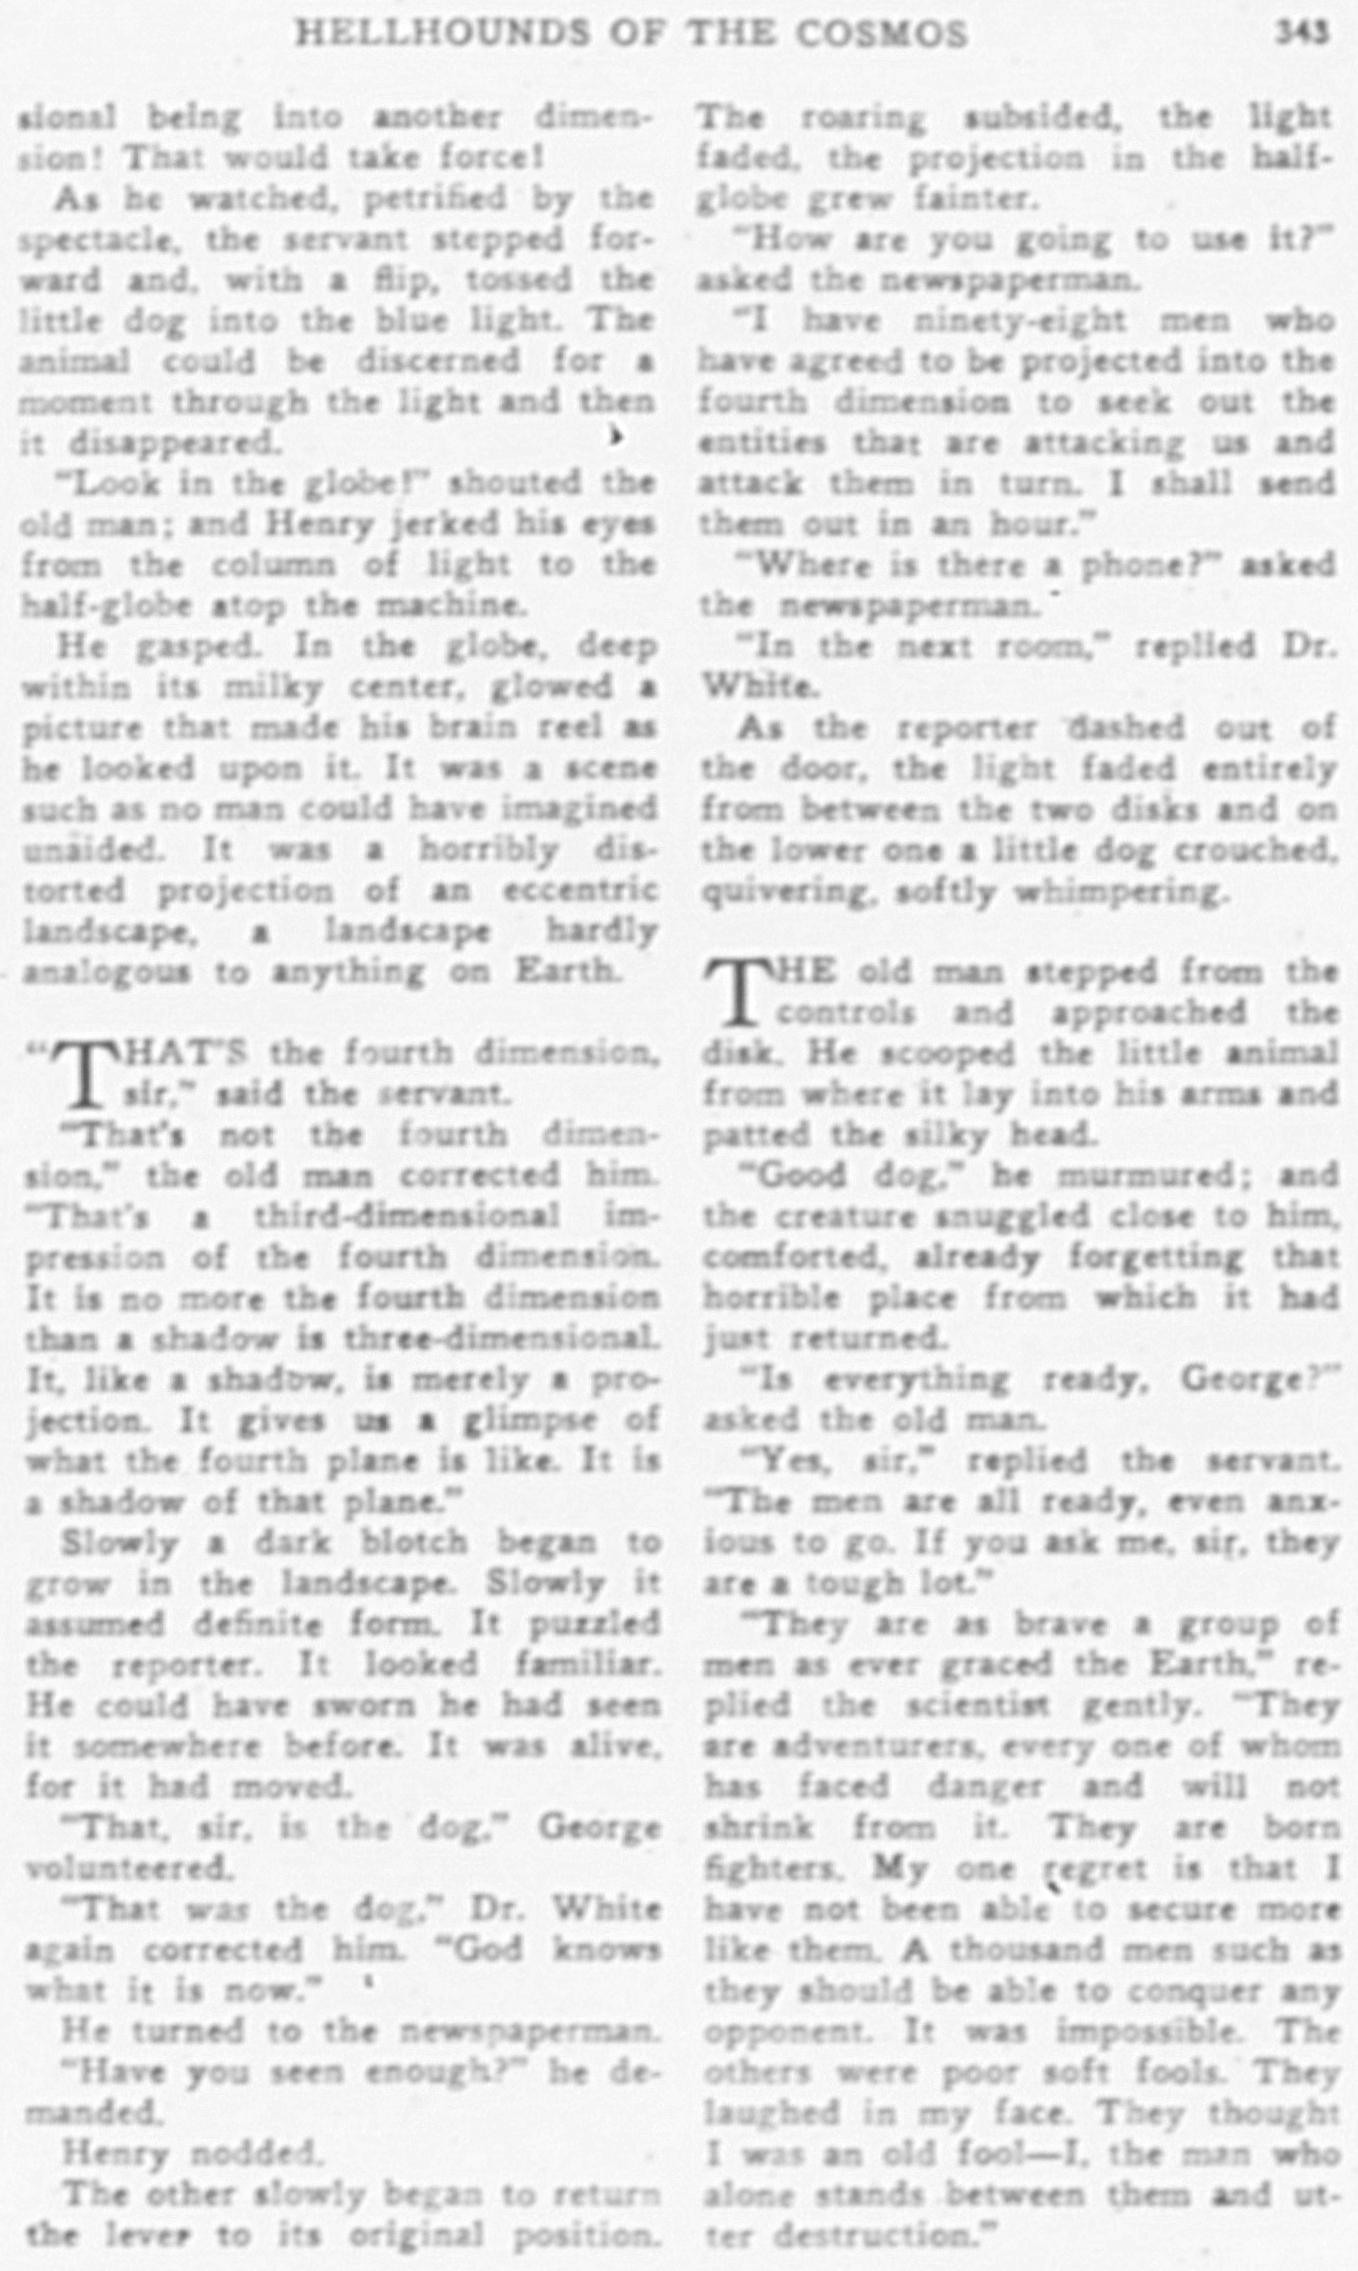 HELLHOUNDS OF THE COSMOS 343
sional being into another dimen-
sion! That would take force!
As he watched, petrified by the
spectacle, the servant stepped for-
ward and, with a flip, tossed the
little dog into the blue light. The
animal could be discerned for a
moment through the light and then
it disappeared.
"Look in the globe!" shouted the
old man; and Henry jerked his eyes
from the column of light to the
half-globe atop the machine.
He gasped. In the globe, deep
within its milky center, glowed a
picture that made his brain reel as
he looked upon it. It was a scene
such as no man could have imagined
unaided. It was a horribly dis-
torted projection of an eccentric
landscape, a landscape hardly
analogous to anything on Earth.
"THAT'S the fourth dimension,
sir," said the servant.
"That's not the fourth dimen-
sion," the old man corrected him.
"That's a third-dimensional im-
pression of the fourth dimension.
It is no more the fourth dimension
than a shadow is three-dimensional.
It, like a shadow, is merely a pro-
jection. It gives us a glimpse of
what the fourth plane is like. It is
a shadow of that plane."
Slowly a dark blotch began to
grow in the landscape. Slowly it
assumed definite form. It puzzled
the reporter. It looked familiar.
He could have sworn he had seen
it somewhere before. It was alive,
for it had moved.
"That, sir, is the dog," George
volunteered.
"That was the dog," Dr. White
again corrected him. "God knows
what it is now."
He turned to the newspaperman.
"Have you seen enough?" he de-
manded.
Henry nodded.
The other slowly began to return
the lever to its original position.
The roaring subsided, the light
faded, the projection in the half-
globe grew fainter.
"How are you going to use it?"
asked the newspaperman.
"I have ninety-eight men who
have agreed to be projected into the
fourth dimension to seek out the
entities that are attacking us and
attack them in turn. I shall send
them out in an hour."
"Where is there a phone?" asked
the newspaperman.
"In the next room," replied Dr.
White.
As the reporter dashed out of
the door, the light faded entirely
from between the two disks and on
the lower one a little dog crouched,
quivering, softly whimpering.
THE old man stepped from the
controls and approached the
disk. He scooped the little animal
from where it lay into his arms and
patted the silky head.
"Good dog," he murmured; and
the creature snuggled close to him,
comforted, already forgetting that
horrible place from which it had
just returned.
"Is everything ready, George?"
asked the old man.
"Yes, sir," replied the servant.
"The men are all ready, even anx-
ious to go. If you ask me, sir, they
are a tough lot."
"They are as brave a group of
men as ever graced the Earth," re-
plied the scientist gently. "They
are adventurers, every one of whom
has faced danger and will not
shrink from it. They are born
fighters. My one regret is that I
have not been able to secure more
like them. A thousand men such as
they should be able to conquer any
opponent. It was impossible. The
others were poor soft fools. They
laughed in my face. They thought
I was an old fool—I, the man who
alone stands between them and ut-
ter destruction."